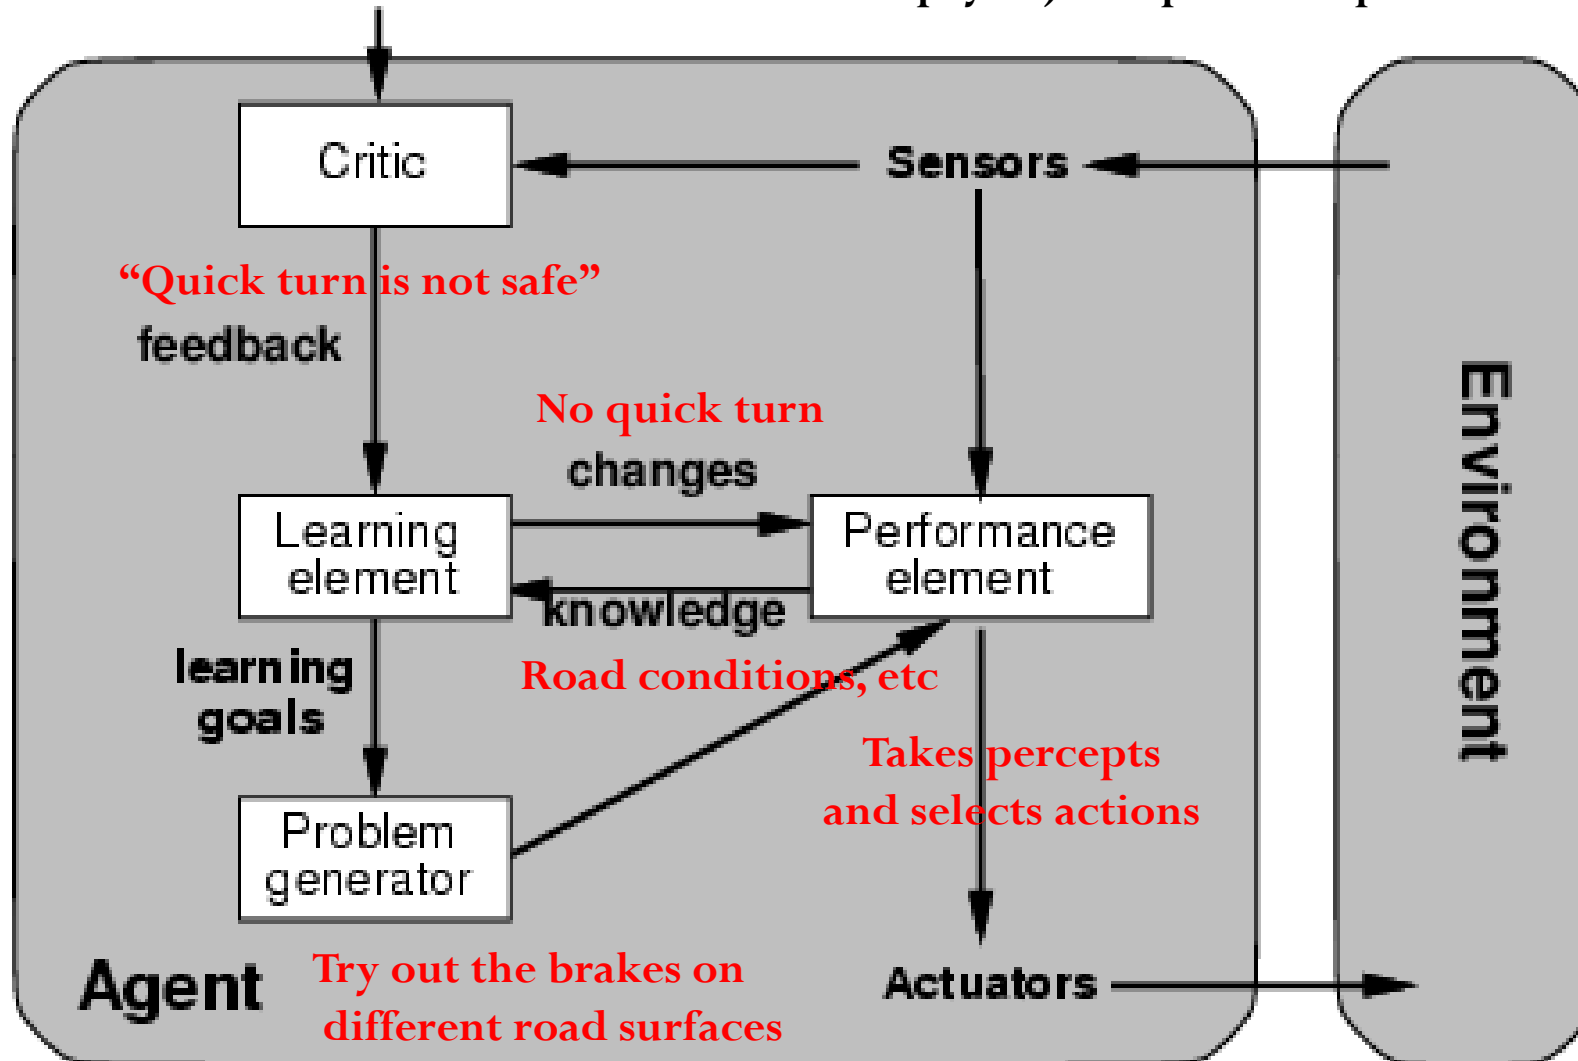 Critic
Sensors
“Quick turn is not safe”
feedback
No quick turn
changes
Learning
element
Performance
element
knowledge
Road conditions, etc
learning
goals
Takes percepts
and selects actions
Problem
generator
Try out the brakes on
different road surfaces
Agent
Actuators
Environment